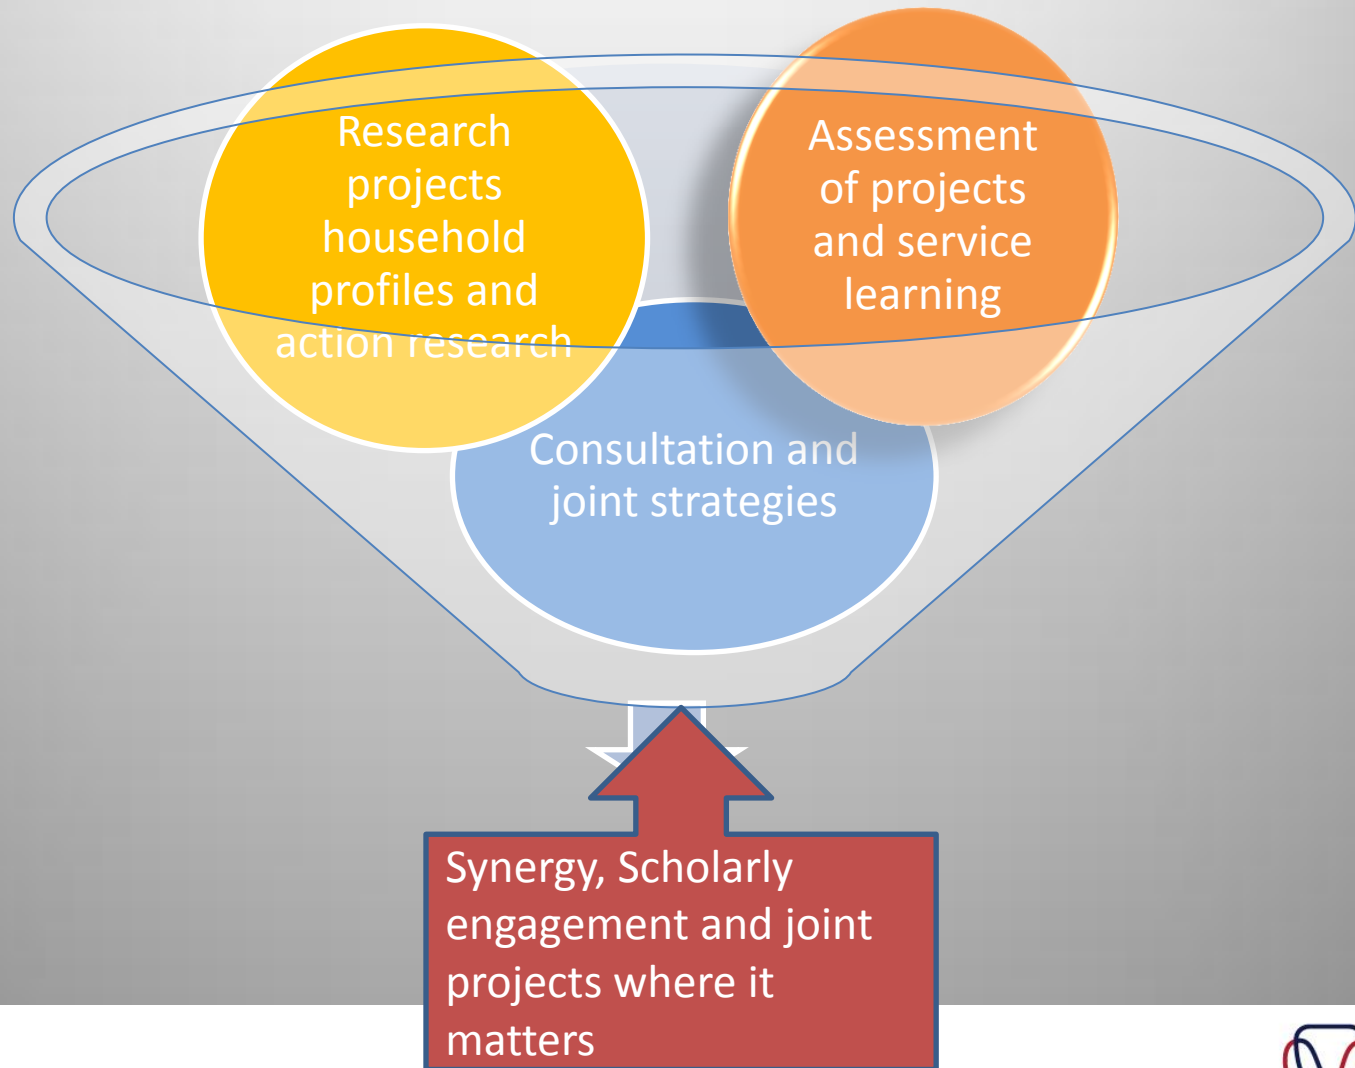 Research
projects
household
profiles and
action research
Assessment
of projects
and service
learning
Consultation and
joint strategies
Synergy, Scholarly
engagement and joint
projects where it
matters